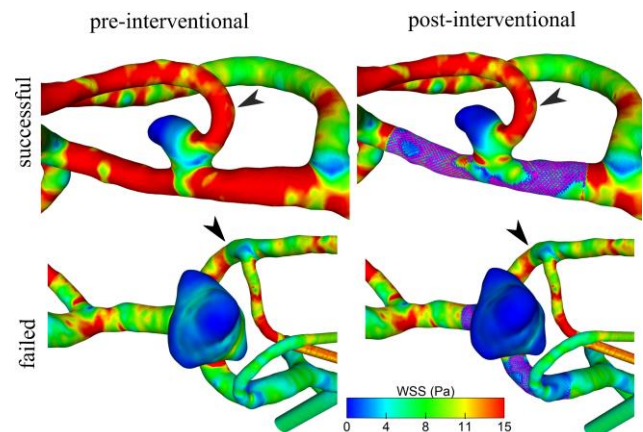 pre-interventional
post-interventional
successful
failed
WSS (Pa)
0 4 8 11 15